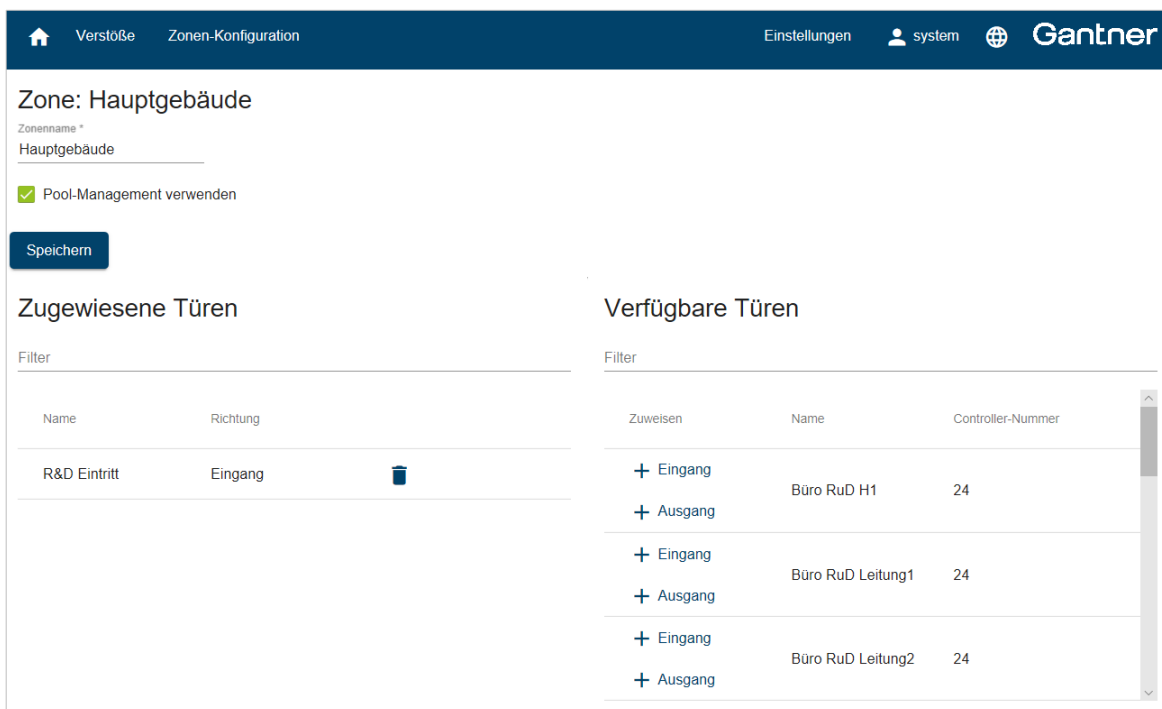 Verstöße Zonen-Konfiguration Einstellungen system Gantner
Zone: Hauptgebäude
Zonenname *
Hauptgebäude
Pool-Management verwenden
Speichern
Zugewiesene Türen
Filter
Name Richtung
R&D Eintritt Eingang
Verfügbare Türen
Filter
Zuweisen Name Controller-Nummer
+ Eingang
Büro RuD H1 24
+ Ausgang
+ Eingang
Büro RuD Leitung1 24
+ Ausgang
+ Eingang
Büro RuD Leitung2 24
+ Ausgang